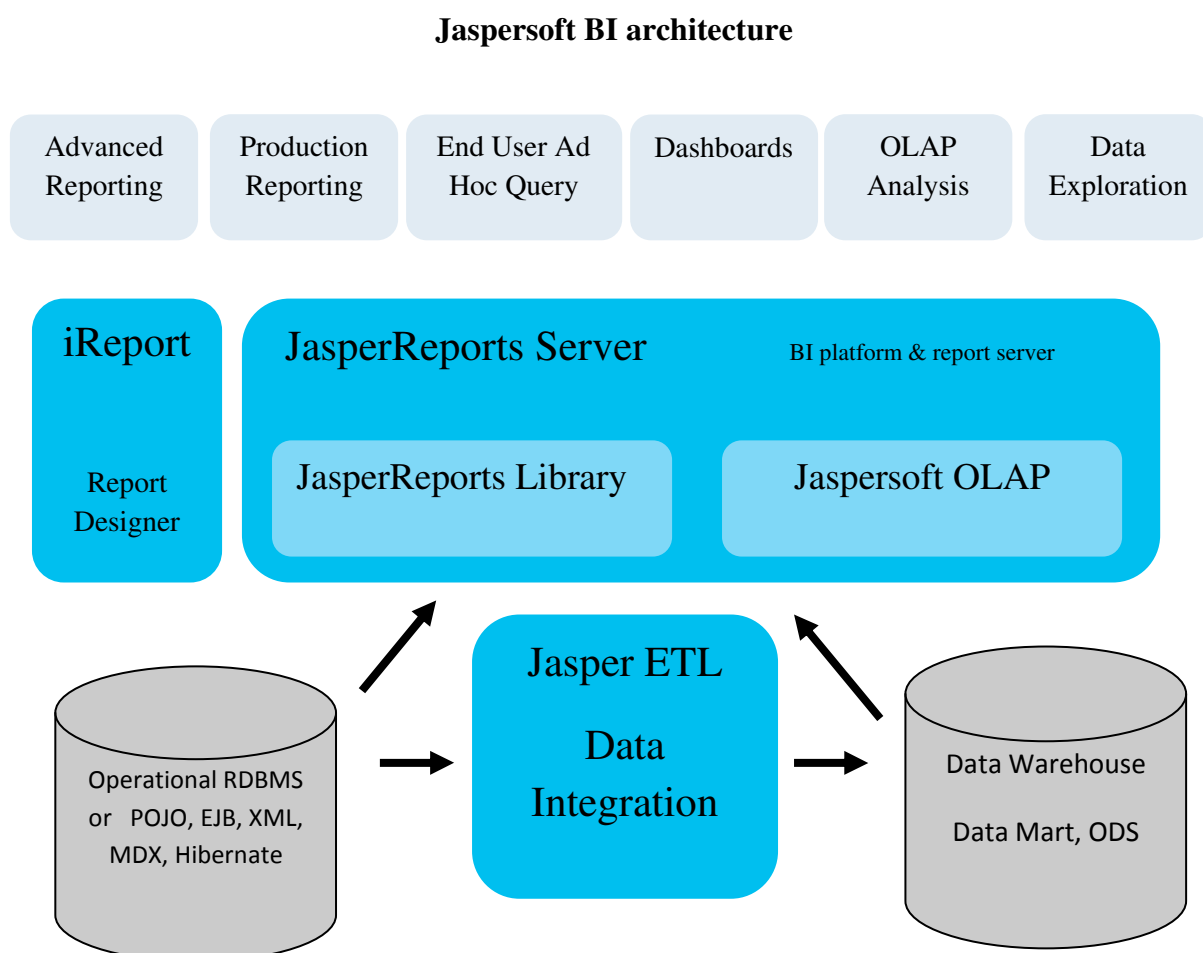 Jaspersoft BI architecture
Advanced
Reporting
Production
Reporting
End User Ad
Hoc Query
Dashboards
OLAP
Analysis
Data
Exploration
iReport
Report
Designer
JasperReports Server
BI platform & report server
JasperReports Library
Jaspersoft OLAP
Jasper ETL
Data
Integration
Operational RDBMS
or POJO, EJB, XML,
MDX, Hibernate
Data Warehouse
Data Mart, ODS